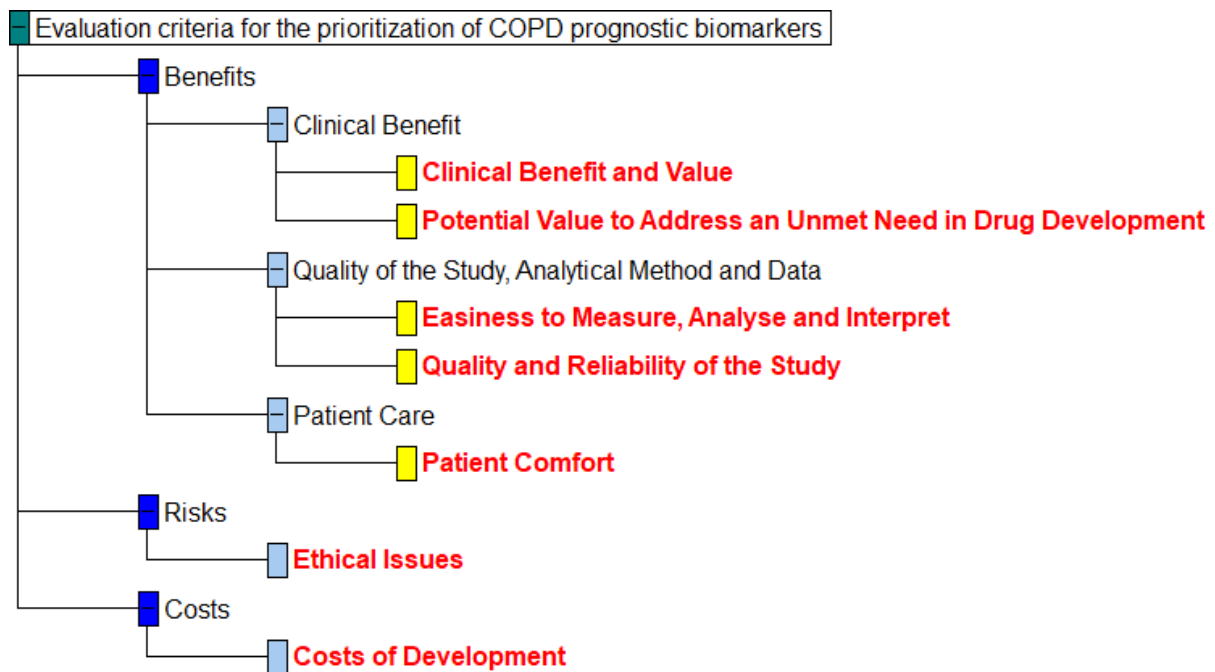 Evaluation criteria for the prioritization of COPD prognostic biomarkers
Benefits
Clinical Benefit
Clinical Benefit and Value
Potential Value to Address an Unmet Need in Drug Development
Quality of the Study, Analytical Method and Data
Easiness to Measure, Analyse and Interpret
Quality and Reliability of the Study
Patient Care
Patient Comfort
Risks
Ethical Issues
Costs
Costs of Development